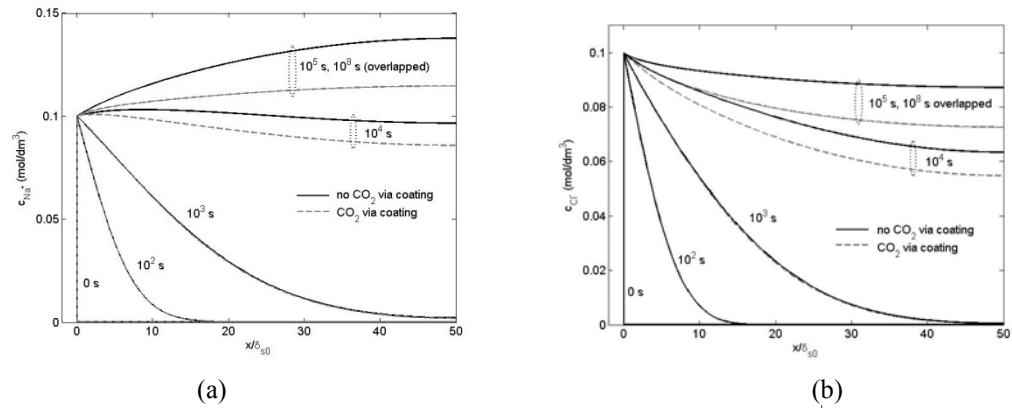 0.15
0.1
0.05
0
0 10 20 30 40 50
c_Na+ (mol/dm³)
x/δ_s0
10⁵ s, 10⁸ s (overlapped)
10⁴ s
no CO₂ via coating
CO₂ via coating
10³ s
10² s
0 s
(a)
0.1
0.08
0.06
0.04
0.02
0
0 10 20 30 40 50
c_Cl⁻ (mol/dm³)
x/δ_s0
10⁵ s, 10⁸ s overlapped
10⁴ s
10³ s
no CO₂ via coating
CO₂ via coating
10² s
0 s
(b)